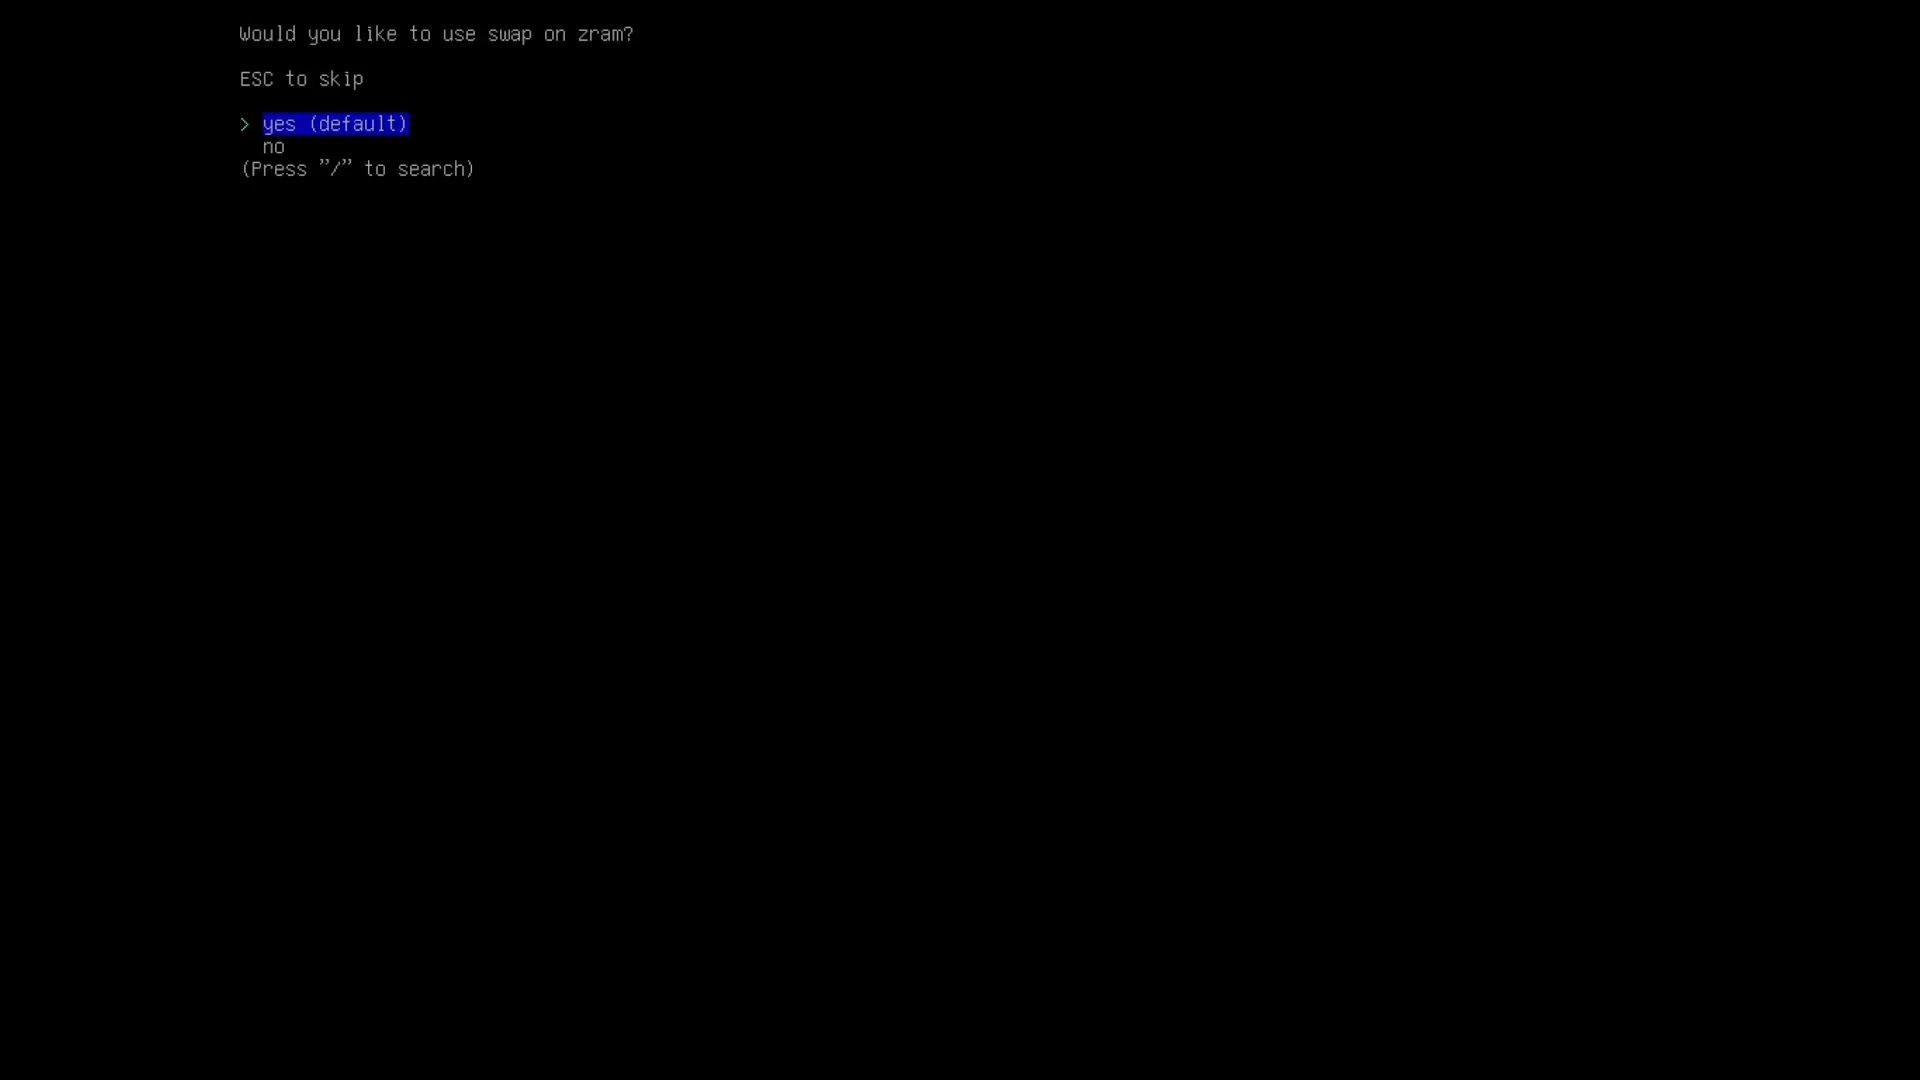 Would you like to use swap on zram?
ESC to skip
> yes (default)
no
(Press ”/” to search)